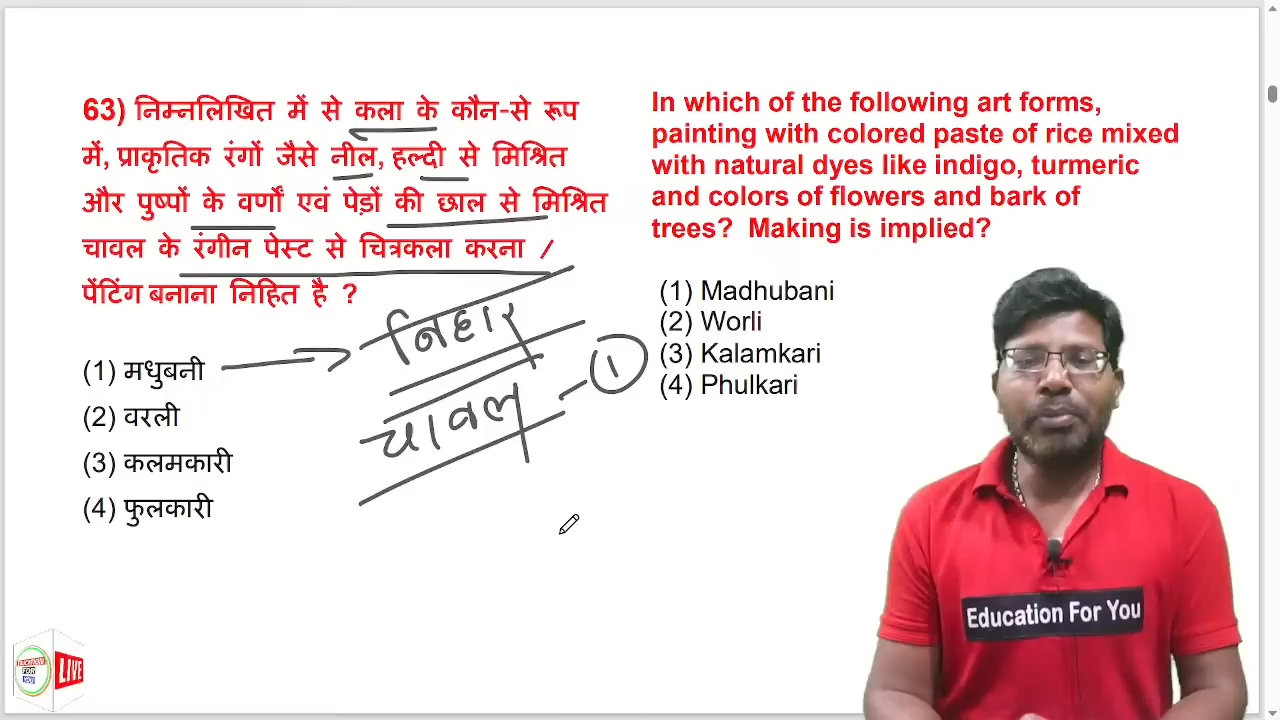 63) निम्नलिखित में से कला के कौन-से रूप
में, प्राकृतिक रंगों जैसे नील, हल्दी से मिश्रित
और पुष्पों के वर्णों एवं पेड़ों की छाल से मिश्रित
चावल के रंगीन पेस्ट से चित्रकला करना /
पेंटिंग बनाना निहित है ?
(1) मधुबनी
(2) वरली
(3) कलमकारी
(4) फुलकारी
निहार
चावल
1
In which of the following art forms,
painting with colored paste of rice mixed
with natural dyes like indigo, turmeric
and colors of flowers and bark of
trees? Making is implied?
(1) Madhubani
(2) Worli
(3) Kalamkari
(4) Phulkari
Education For You
EDUCATION
FOR
YOU
LIVE